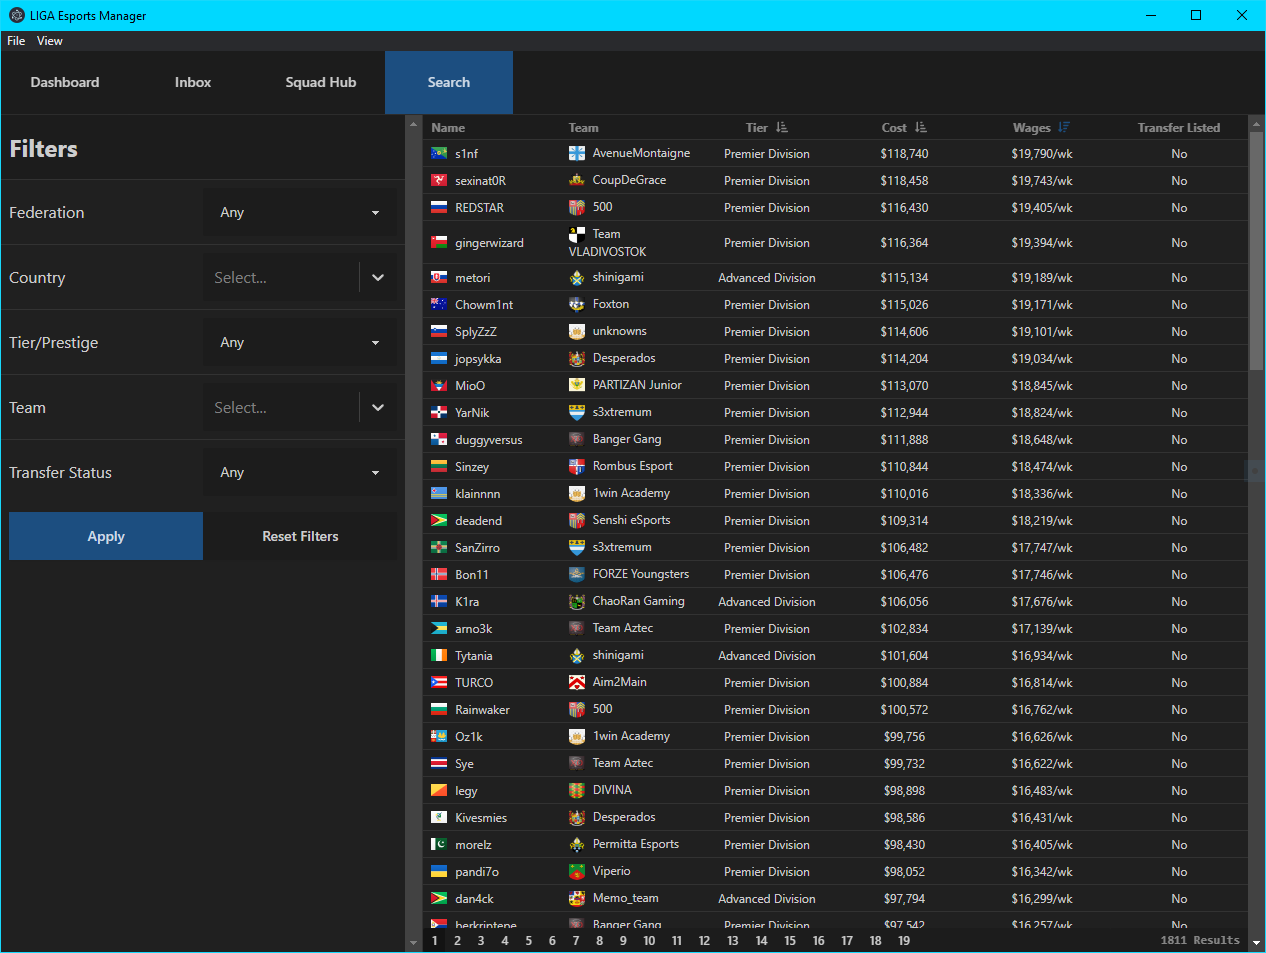 LIGA Esports Manager
File View
Dashboard Inbox Squad Hub Search
Filters
Federation Any
Country Select...
Tier/Prestige Any
Team Select...
Transfer Status Any
Apply Reset Filters
Name Team Tier Cost Wages Transfer Listed
s1nf AvenueMontaigne Premier Division $118,740 $19,790/wk No
sexinat0R CoupDeGrace Premier Division $118,458 $19,743/wk No
REDSTAR 500 Premier Division $116,430 $19,405/wk No
gingerwizard Team VLADIVOSTOK Premier Division $116,364 $19,394/wk No
metori shinigami Advanced Division $115,134 $19,189/wk No
Chowm1nt Foxton Premier Division $115,026 $19,171/wk No
SplyZzZ unknowns Premier Division $114,606 $19,101/wk No
jopsykka Desperados Premier Division $114,204 $19,034/wk No
MioO PARTIZAN Junior Premier Division $113,070 $18,845/wk No
YarNik s3xtremum Premier Division $112,944 $18,824/wk No
duggyversus Banger Gang Premier Division $111,888 $18,648/wk No
Sinzey Rombus Esport Premier Division $110,844 $18,474/wk No
klainnnn 1win Academy Premier Division $110,016 $18,336/wk No
deadend Senshi eSports Premier Division $109,314 $18,219/wk No
SanZirro s3xtremum Premier Division $106,482 $17,747/wk No
Bon11 FORZE Youngsters Premier Division $106,476 $17,746/wk No
K1ra ChaoRan Gaming Advanced Division $106,056 $17,676/wk No
arno3k Team Aztec Premier Division $102,834 $17,139/wk No
Tytania shinigami Advanced Division $101,604 $16,934/wk No
TURCO Aim2Main Premier Division $100,884 $16,814/wk No
Rainwaker 500 Premier Division $100,572 $16,762/wk No
Oz1k 1win Academy Premier Division $99,756 $16,626/wk No
Sye Team Aztec Premier Division $99,732 $16,622/wk No
legy DIVINA Premier Division $98,898 $16,483/wk No
Kivesmies Desperados Premier Division $98,586 $16,431/wk No
morelz Permitta Esports Premier Division $98,430 $16,405/wk No
pandi7o Viperio Premier Division $98,052 $16,342/wk No
dan4ck Memo_team Advanced Division $97,794 $16,299/wk No
Banger Gang Premier Division $97,542 $16,257/wk No
1 2 3 4 5 6 7 8 9 10 11 12 13 14 15 16 17 18 19 1811 Results